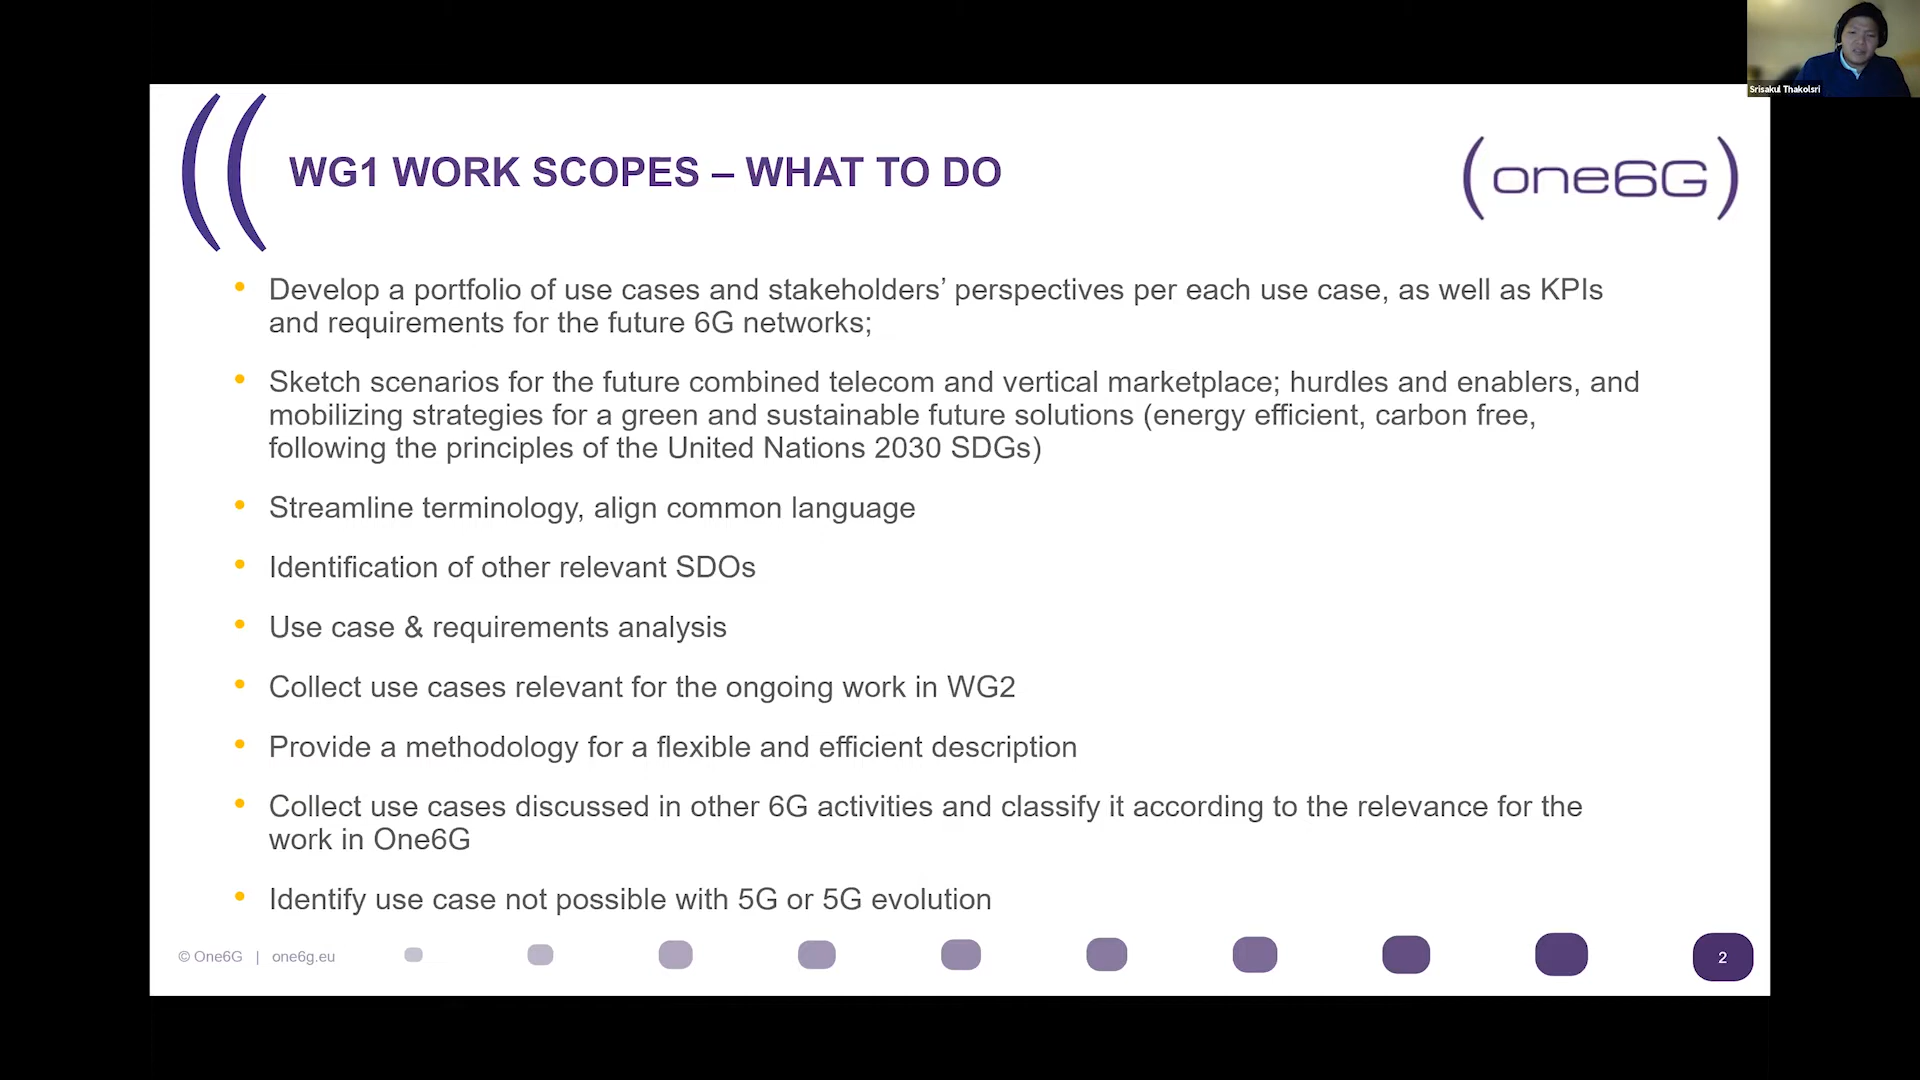 Srisakul Thakolsri
WG1 WORK SCOPES – WHAT TO DO
(one6G)
• Develop a portfolio of use cases and stakeholders’ perspectives per each use case, as well as KPIs
and requirements for the future 6G networks;
• Sketch scenarios for the future combined telecom and vertical marketplace; hurdles and enablers, and
mobilizing strategies for a green and sustainable future solutions (energy efficient, carbon free,
following the principles of the United Nations 2030 SDGs)
• Streamline terminology, align common language
• Identification of other relevant SDOs
• Use case & requirements analysis
• Collect use cases relevant for the ongoing work in WG2
• Provide a methodology for a flexible and efficient description
• Collect use cases discussed in other 6G activities and classify it according to the relevance for the
work in One6G
• Identify use case not possible with 5G or 5G evolution
© One6G | one6g.eu
2